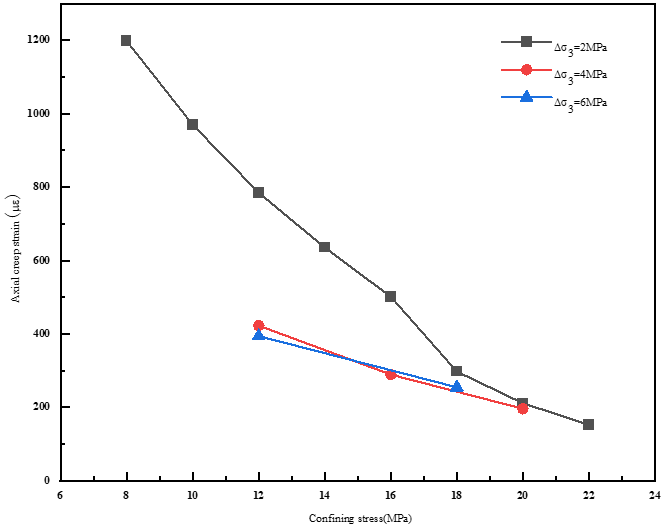 1200
1000
800
600
400
200
0
Axial creep strain (με)
Δσ3=2MPa
Δσ3=4MPa
Δσ3=6MPa
6 8 10 12 14 16 18 20 22 24
Confining stress(MPa)